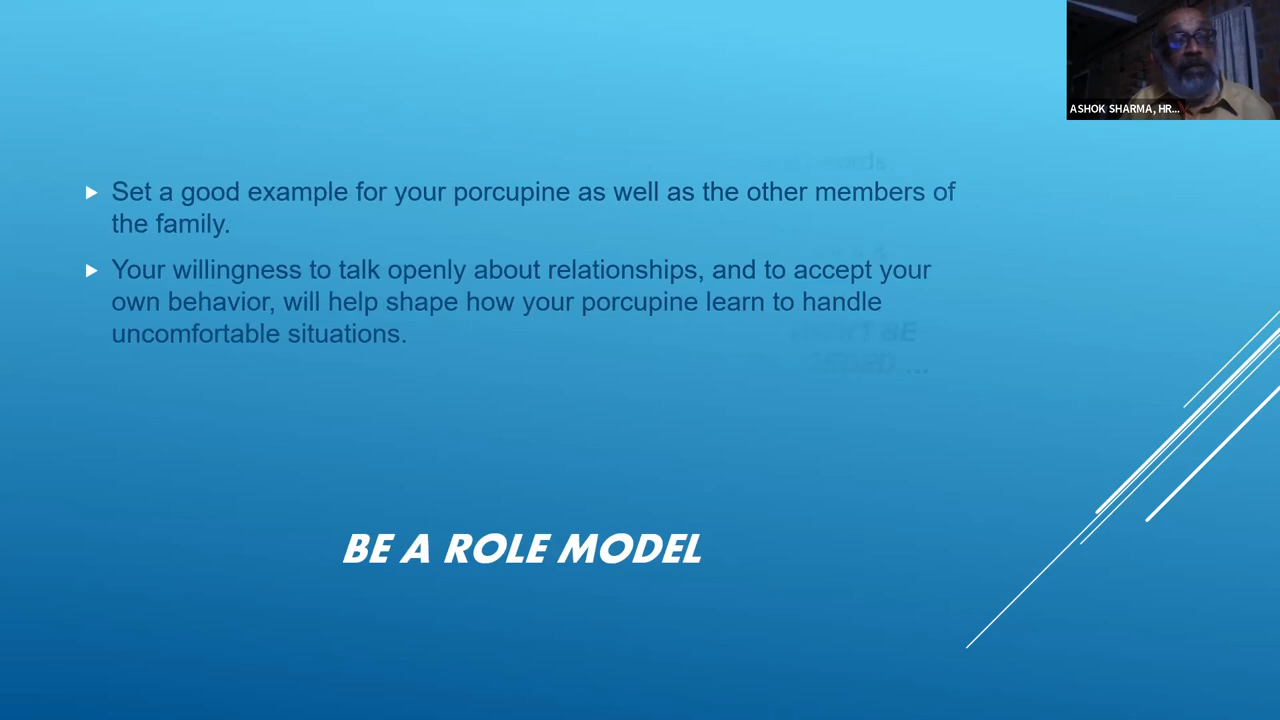 ASHOK SHARMA, HR...
Set a good example for your porcupine as well as the other members of
the family.
Your willingness to talk openly about relationships, and to accept your
own behavior, will help shape how your porcupine learn to handle
uncomfortable situations.
BE A ROLE MODEL